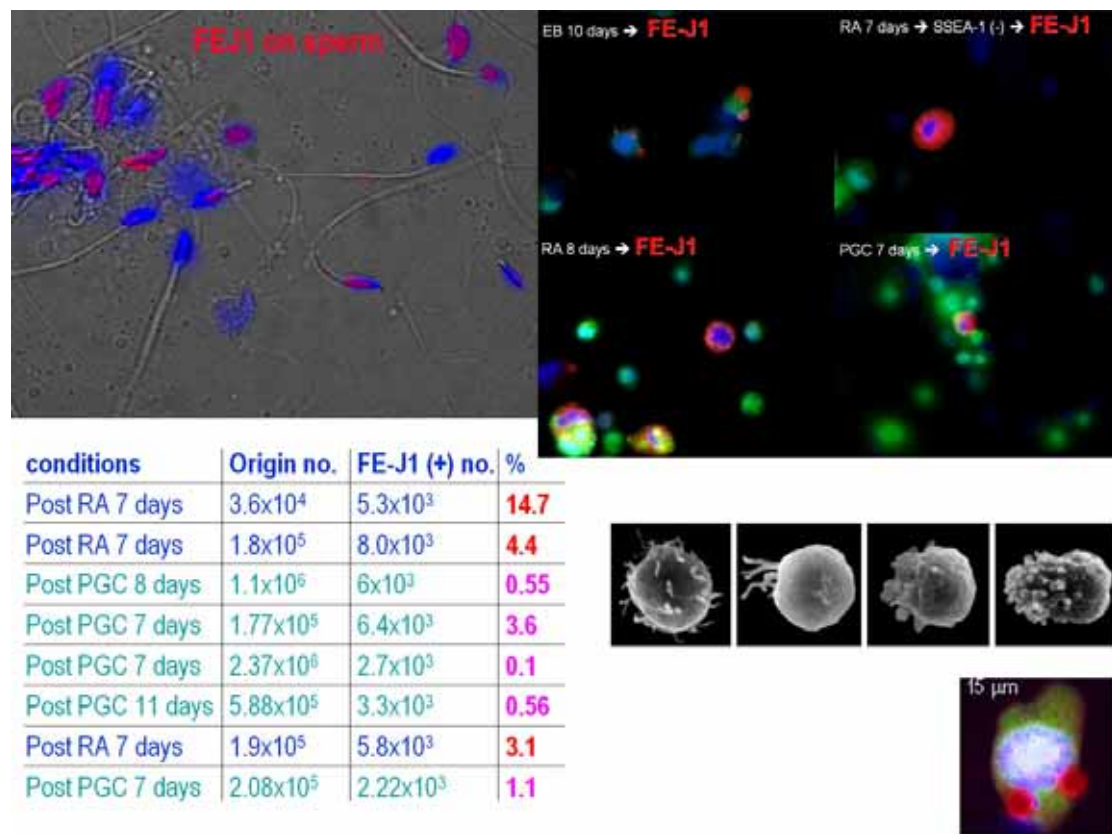 FEJ1 on sperm
EB 10 days → FE-J1
RA 7 days → SSEA-1 (-) → FE-J1
RA 8 days → FE-J1
PGC 7 days → FE-J1
conditions Origin no. FE-J1 (+) no. %
Post RA 7 days 3.6x10⁴ 5.3x10³ 14.7
Post RA 7 days 1.8x10⁵ 8.0x10³ 4.4
Post PGC 8 days 1.1x10⁶ 6x10³ 0.55
Post PGC 7 days 1.77x10⁵ 6.4x10³ 3.6
Post PGC 7 days 2.37x10⁶ 2.7x10³ 0.1
Post PGC 11 days 5.88x10⁵ 3.3x10³ 0.56
Post RA 7 days 1.9x10⁵ 5.8x10³ 3.1
Post PGC 7 days 2.08x10⁵ 2.22x10³ 1.1
15 µm